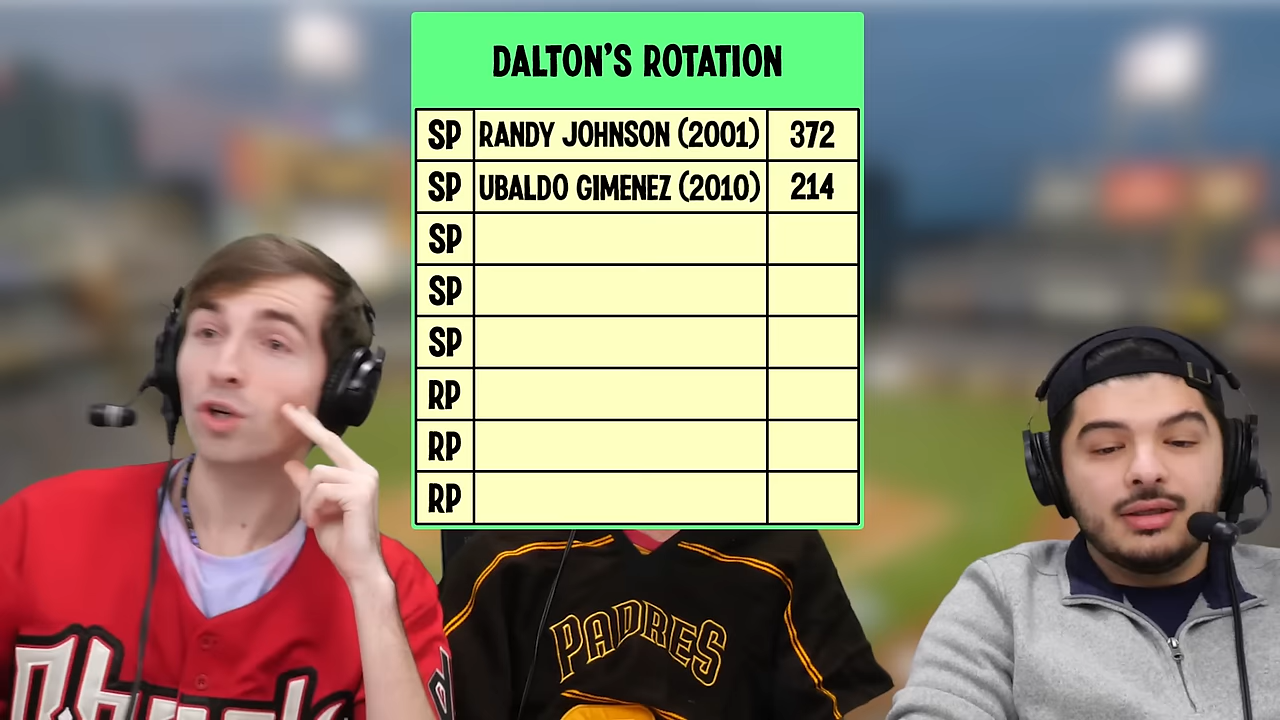 DALTON'S ROTATION
SP RANDY JOHNSON (2001) 372
SP UBALDO GIMENEZ (2010) 214
SP
SP
SP
RP
RP
RP
PADRES